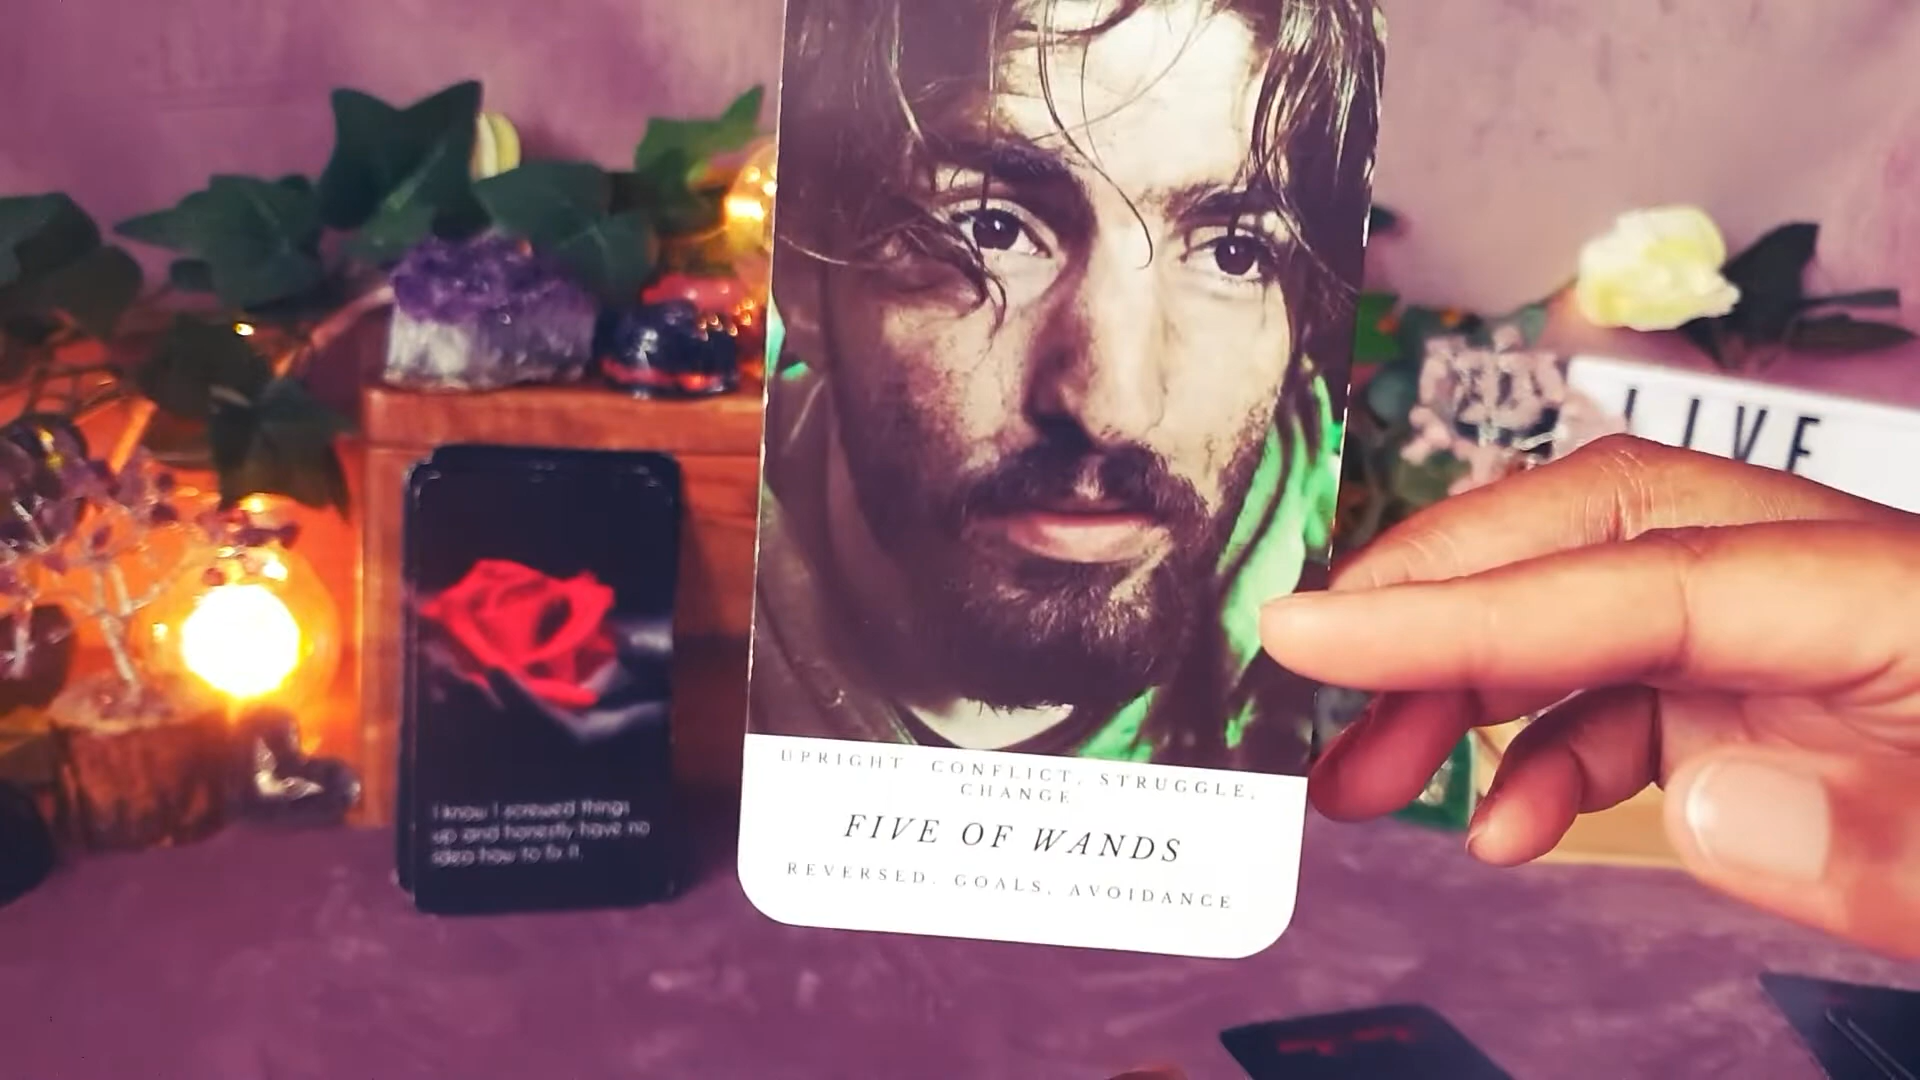 LIVE
I know I screwed things
up and honestly have no
idea how to fix it.
UPRIGHT CONFLICT, STRUGGLE,
CHANGE
FIVE OF WANDS
REVERSED. GOALS, AVOIDANCE